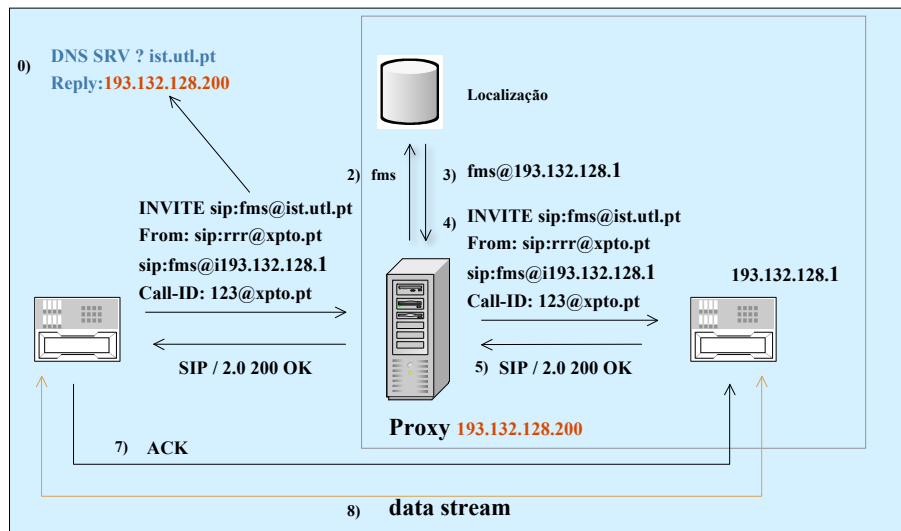 0) DNS SRV ? ist.utl.pt
Reply:193.132.128.200
Localização
2) fms
3) fms@193.132.128.1
INVITE sip:fms@ist.utl.pt
From: sip:rrr@xpto.pt
sip:fms@i193.132.128.1
Call-ID: 123@xpto.pt
4) INVITE sip:fms@ist.utl.pt
From: sip:rrr@xpto.pt
sip:fms@i193.132.128.1
Call-ID: 123@xpto.pt
193.132.128.1
SIP / 2.0 200 OK
5) SIP / 2.0 200 OK
Proxy 193.132.128.200
7) ACK
8) data stream